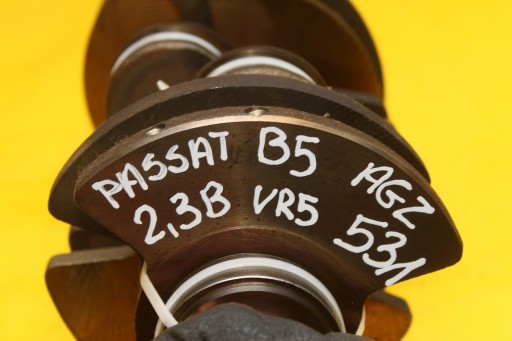 PASSAT B5 AGZ
2,3B VR5 531